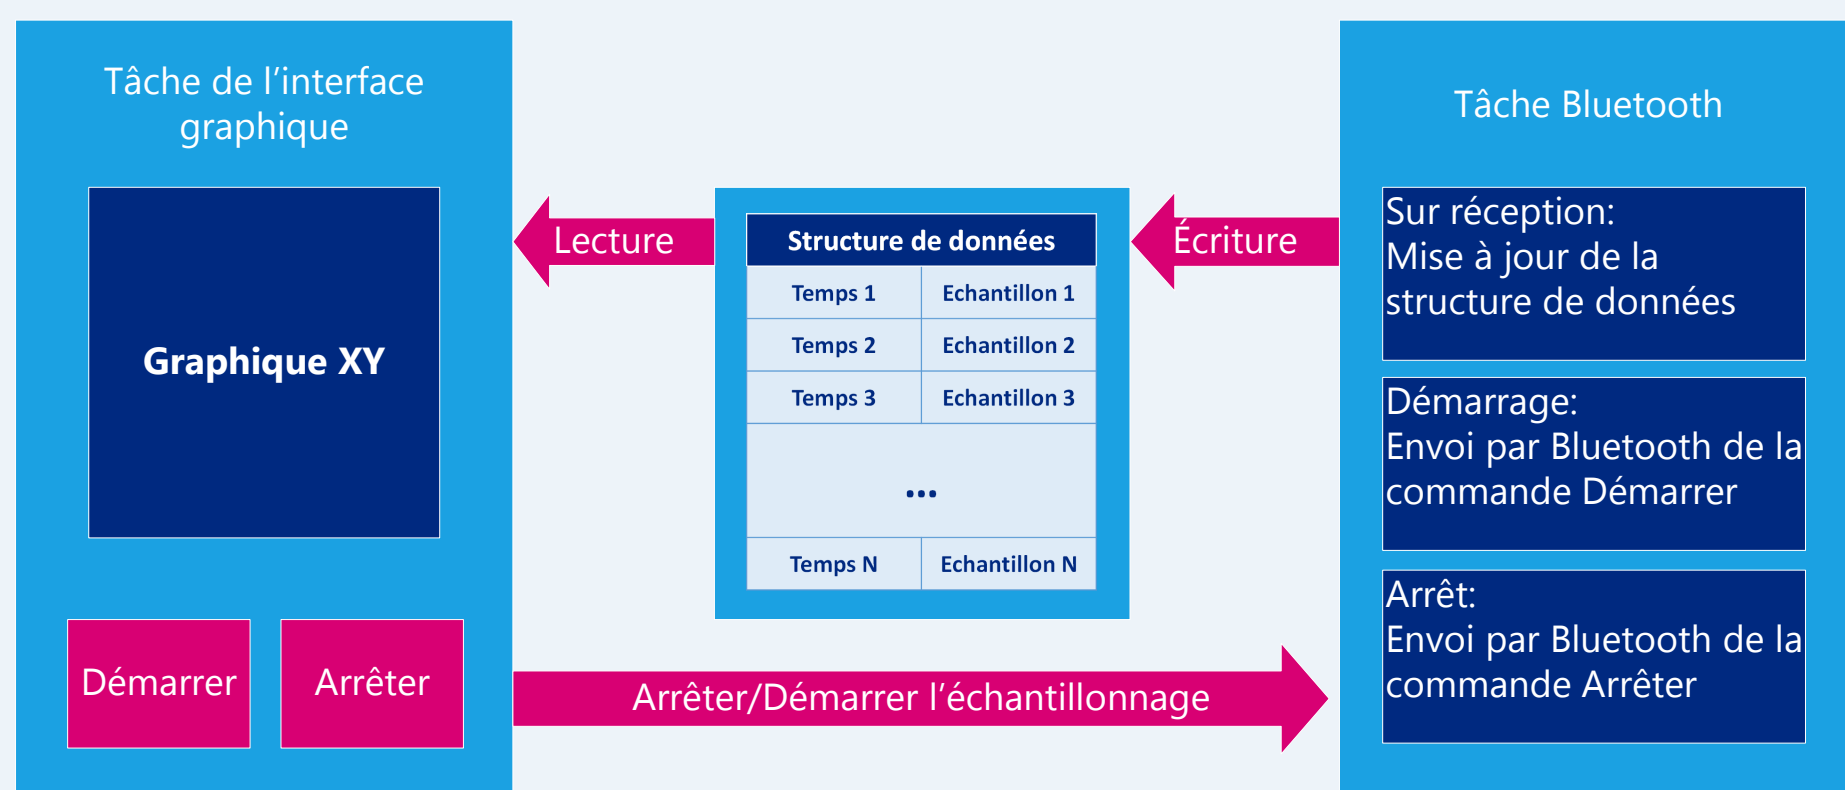 Tâche de l’interface
graphique
Graphique XY
Démarrer
Arrêter
Lecture
Structure de données
Temps 1 Echantillon 1
Temps 2 Echantillon 2
Temps 3 Echantillon 3
...
Temps N Echantillon N
Écriture
Arrêter/Démarrer l’échantillonnage
Tâche Bluetooth
Sur réception:
Mise à jour de la
structure de données
Démarrage:
Envoi par Bluetooth de la
commande Démarrer
Arrêt:
Envoi par Bluetooth de la
commande Arrêter